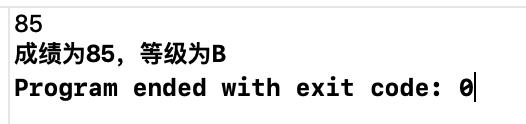 85
成绩为85，等级为B
Program ended with exit code: 0